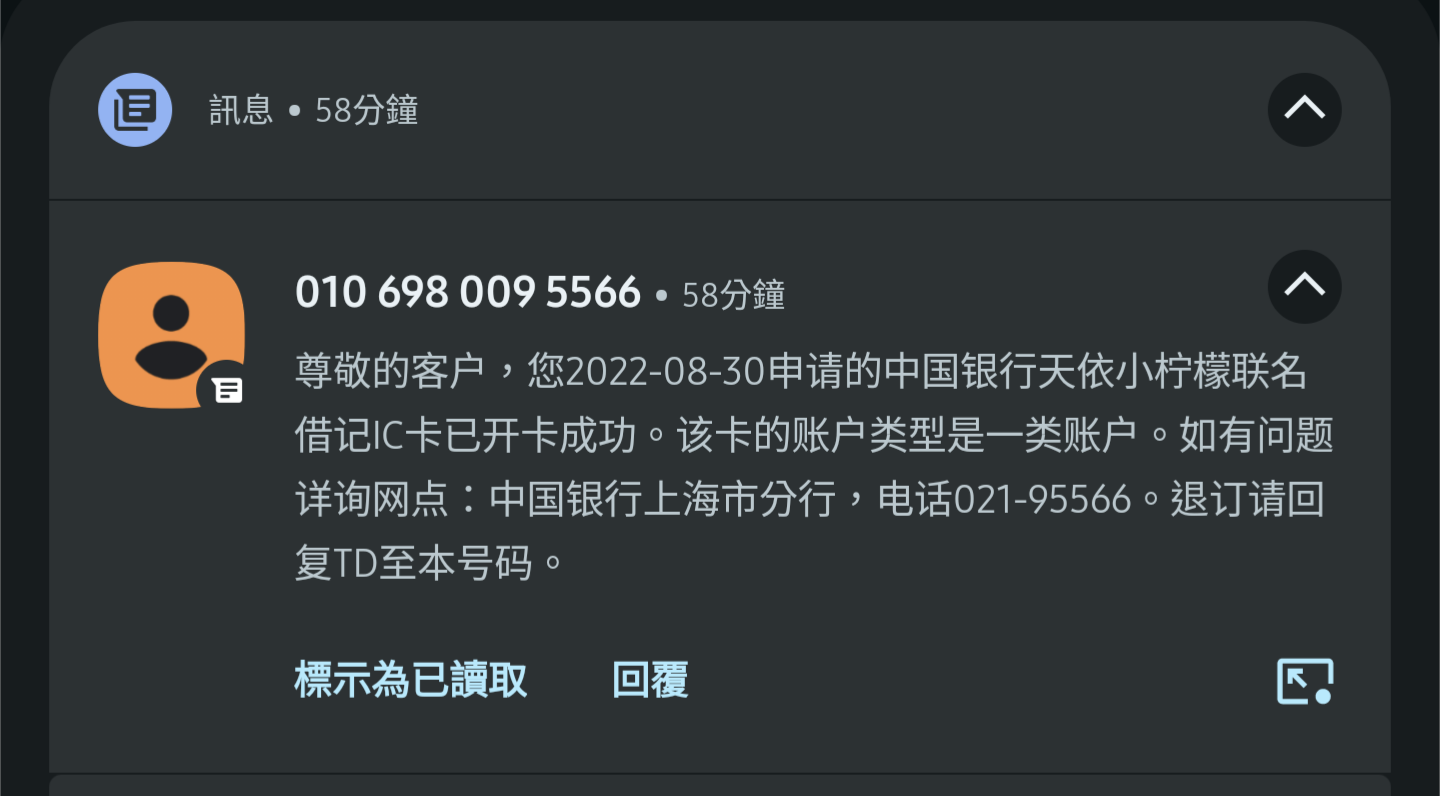 訊息 • 58分鐘
010 698 009 5566 • 58分鐘
尊敬的客户，您2022-08-30申请的中国银行天依小柠檬联名
借记IC卡已开卡成功。该卡的账户类型是一类账户。如有问题
详询网点：中国银行上海市分行，电话021-95566。退订请回
复TD至本号码。
標示為已讀取 回覆